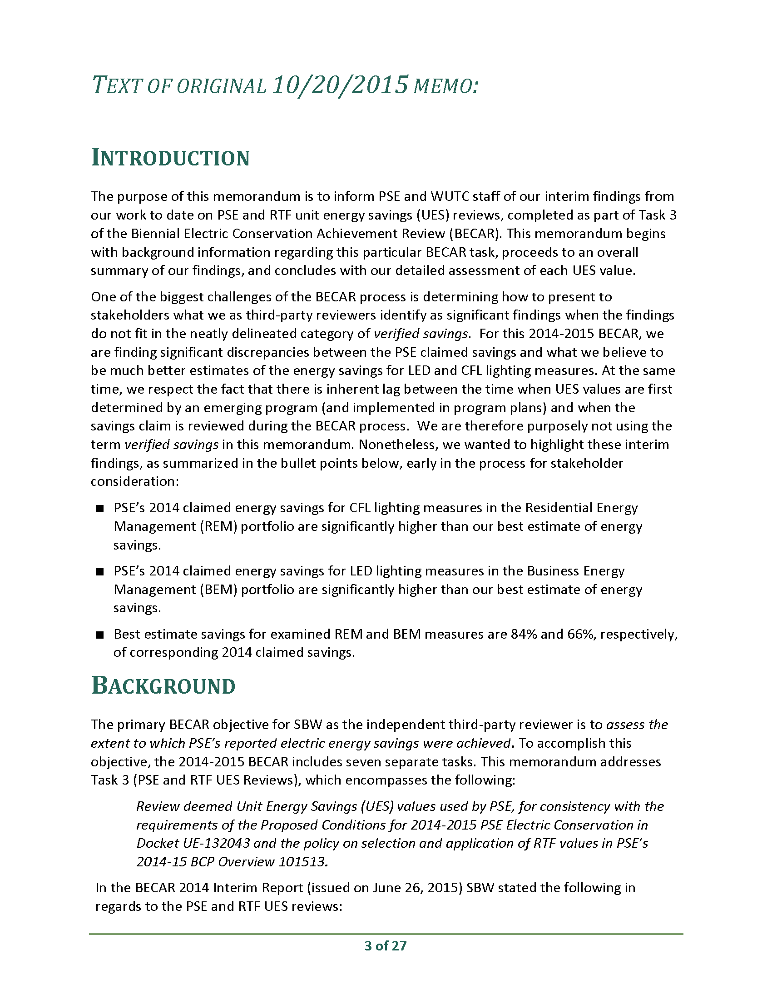 TEXT OF ORIGINAL 10/20/2015 MEMO:
INTRODUCTION
The purpose of this memorandum is to inform PSE and WUTC staff of our interim findings from
our work to date on PSE and RTF unit energy savings (UES) reviews, completed as part of Task 3
of the Biennial Electric Conservation Achievement Review (BECAR). This memorandum begins
with background information regarding this particular BECAR task, proceeds to an overall
summary of our findings, and concludes with our detailed assessment of each UES value.
One of the biggest challenges of the BECAR process is determining how to present to
stakeholders what we as third-party reviewers identify as significant findings when the findings
do not fit in the neatly delineated category of verified savings.  For this 2014-2015 BECAR, we
are finding significant discrepancies between the PSE claimed savings and what we believe to
be much better estimates of the energy savings for LED and CFL lighting measures. At the same
time, we respect the fact that there is inherent lag between the time when UES values are first
determined by an emerging program (and implemented in program plans) and when the
savings claim is reviewed during the BECAR process.  We are therefore purposely not using the
term verified savings in this memorandum. Nonetheless, we wanted to highlight these interim
findings, as summarized in the bullet points below, early in the process for stakeholder
consideration:
■ PSE’s 2014 claimed energy savings for CFL lighting measures in the Residential Energy
Management (REM) portfolio are significantly higher than our best estimate of energy
savings.
■ PSE’s 2014 claimed energy savings for LED lighting measures in the Business Energy
Management (BEM) portfolio are significantly higher than our best estimate of energy
savings.
■ Best estimate savings for examined REM and BEM measures are 84% and 66%, respectively,
of corresponding 2014 claimed savings.
BACKGROUND
The primary BECAR objective for SBW as the independent third-party reviewer is to assess the
extent to which PSE’s reported electric energy savings were achieved. To accomplish this
objective, the 2014-2015 BECAR includes seven separate tasks. This memorandum addresses
Task 3 (PSE and RTF UES Reviews), which encompasses the following:
Review deemed Unit Energy Savings (UES) values used by PSE, for consistency with the
requirements of the Proposed Conditions for 2014-2015 PSE Electric Conservation in
Docket UE-132043 and the policy on selection and application of RTF values in PSE’s
2014-15 BCP Overview 101513.
In the BECAR 2014 Interim Report (issued on June 26, 2015) SBW stated the following in
regards to the PSE and RTF UES reviews:
3 of 27